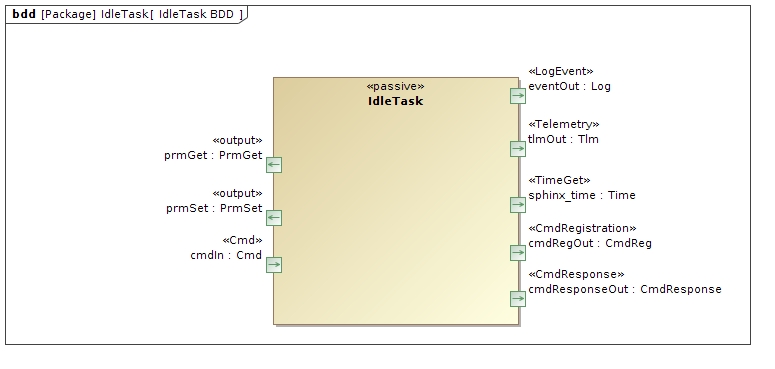 bdd [Package] IdleTask[ IdleTask BDD ]
«passive»
IdleTask
«output»
prmGet : PrmGet
«output»
prmSet : PrmSet
«Cmd»
cmdIn : Cmd
«LogEvent»
eventOut : Log
«Telemetry»
tlmOut : Tlm
«TimeGet»
sphinx_time : Time
«CmdRegistration»
cmdRegOut : CmdReg
«CmdResponse»
cmdResponseOut : CmdResponse